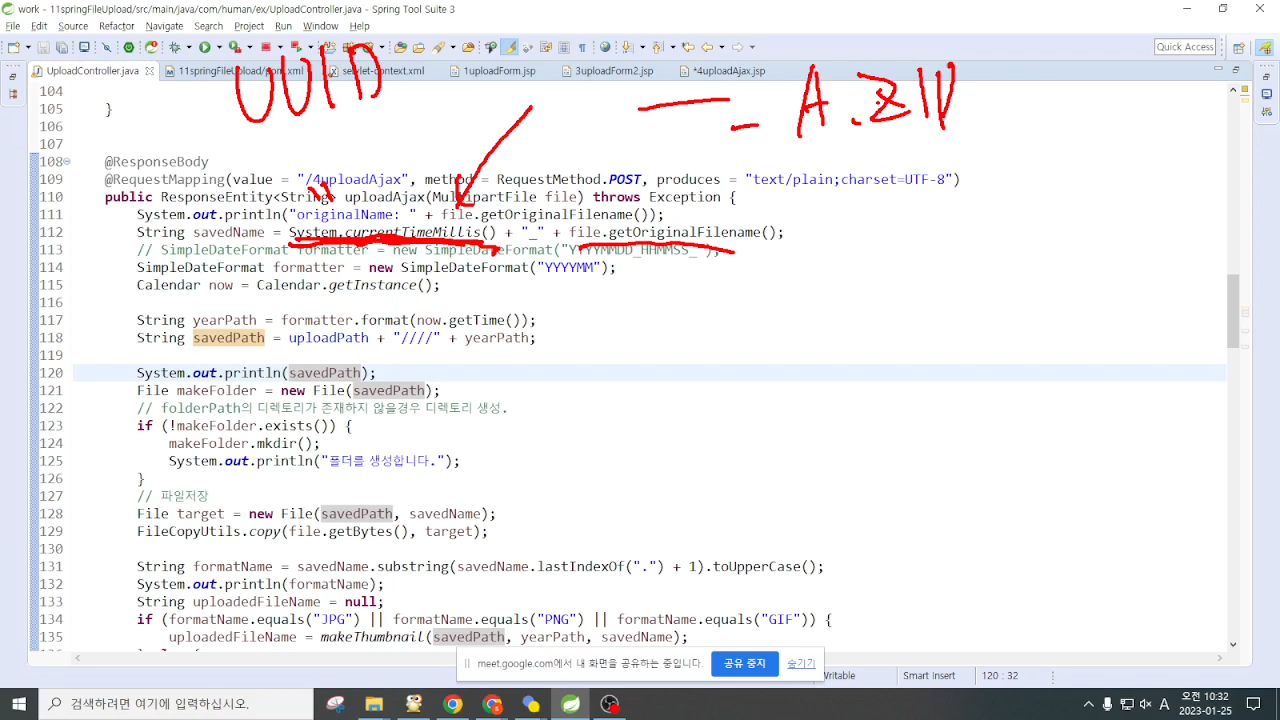 work - 11springFileUpload/src/main/java/com/human/ex/UploadController.java - Spring Tool Suite 3
File Edit Source Refactor Navigate Search Project Run Window Help
Quick Access
UploadController.java 11springFileUpload/pom.xml servlet-context.xml 1uploadForm.jsp 3uploadForm2.jsp *4uploadAjax.jsp
UUID
_ A.ZIP
104
105 }
106
107
108 @ResponseBody
109 @RequestMapping(value = "/4uploadAjax", method = RequestMethod.POST, produces = "text/plain;charset=UTF-8")
110 public ResponseEntity<String> uploadAjax(MultipartFile file) throws Exception {
111 System.out.println("originalName: " + file.getOriginalFilename());
112 String savedName = System.currentTimeMillis() + "_" + file.getOriginalFilename();
113 // SimpleDateFormat formatter = new SimpleDateFormat("YYYYMMDD_HHMMSS_");
114 SimpleDateFormat formatter = new SimpleDateFormat("YYYYMM");
115 Calendar now = Calendar.getInstance();
116
117 String yearPath = formatter.format(now.getTime());
118 String savedPath = uploadPath + "////" + yearPath;
119
120 System.out.println(savedPath);
121 File makeFolder = new File(savedPath);
122 // folderPath의 디렉토리가 존재하지 않을경우 디렉토리 생성.
123 if (!makeFolder.exists()) {
124 makeFolder.mkdir();
125 System.out.println("폴더를 생성합니다.");
126 }
127 // 파일저장
128 File target = new File(savedPath, savedName);
129 FileCopyUtils.copy(file.getBytes(), target);
130
131 String formatName = savedName.substring(savedName.lastIndexOf(".") + 1).toUpperCase();
132 System.out.println(formatName);
133 String uploadedFileName = null;
134 if (formatName.equals("JPG") || formatName.equals("PNG") || formatName.equals("GIF")) {
135 uploadedFileName = makeThumbnail(savedPath, yearPath, savedName);
meet.google.com에서 내 화면을 공유하는 중입니다. 공유 중지 숨기기
Writable Smart Insert 120 : 32
검색하려면 여기에 입력하십시오.
A 오전 10:32
2023-01-25